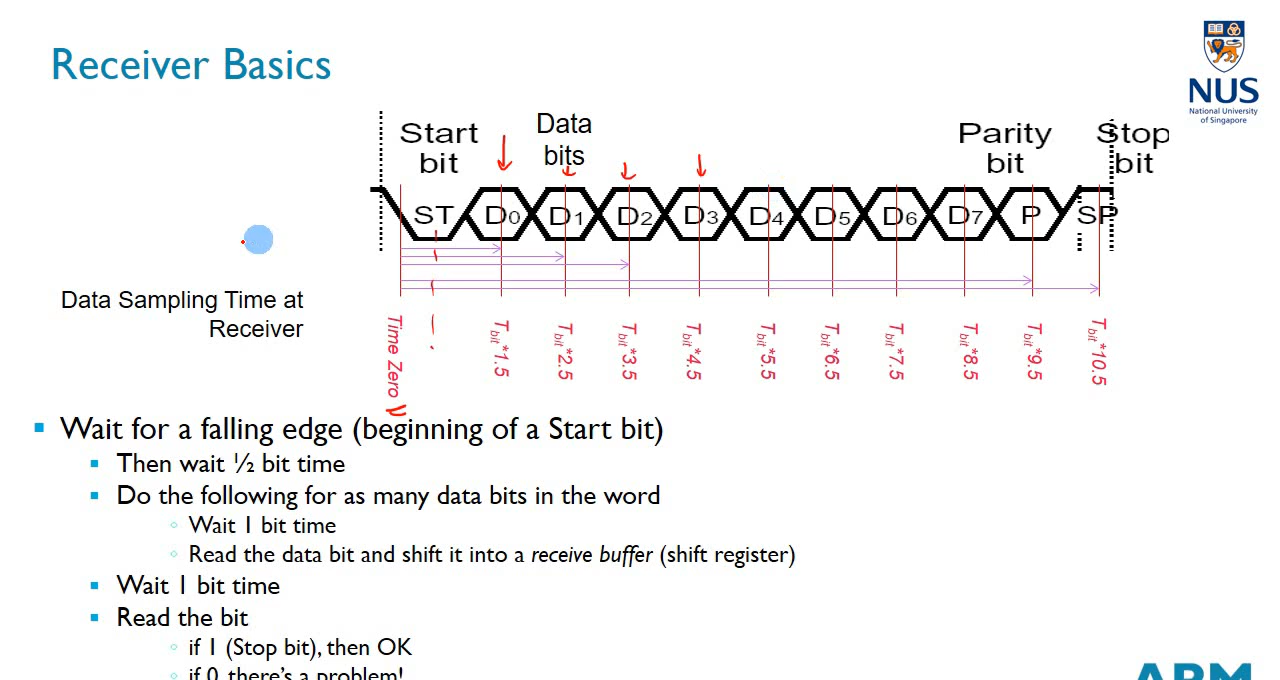 Receiver Basics
NUS
National University
of Singapore
Start
bit
Data
bits
Parity
bit
Stop
bit
ST D0 D1 D2 D3 D4 D5 D6 D7 P SP
Data Sampling Time at
Receiver
Time Zero
Tbit*1.5
Tbit*2.5
Tbit*3.5
Tbit*4.5
Tbit*5.5
Tbit*6.5
Tbit*7.5
Tbit*8.5
Tbit*9.5
Tbit*10.5
▪ Wait for a falling edge (beginning of a Start bit)
▪ Then wait ½ bit time
▪ Do the following for as many data bits in the word
◦ Wait 1 bit time
◦ Read the data bit and shift it into a receive buffer (shift register)
▪ Wait 1 bit time
▪ Read the bit
◦ if 1 (Stop bit), then OK
◦ if 0, there's a problem!
ARM